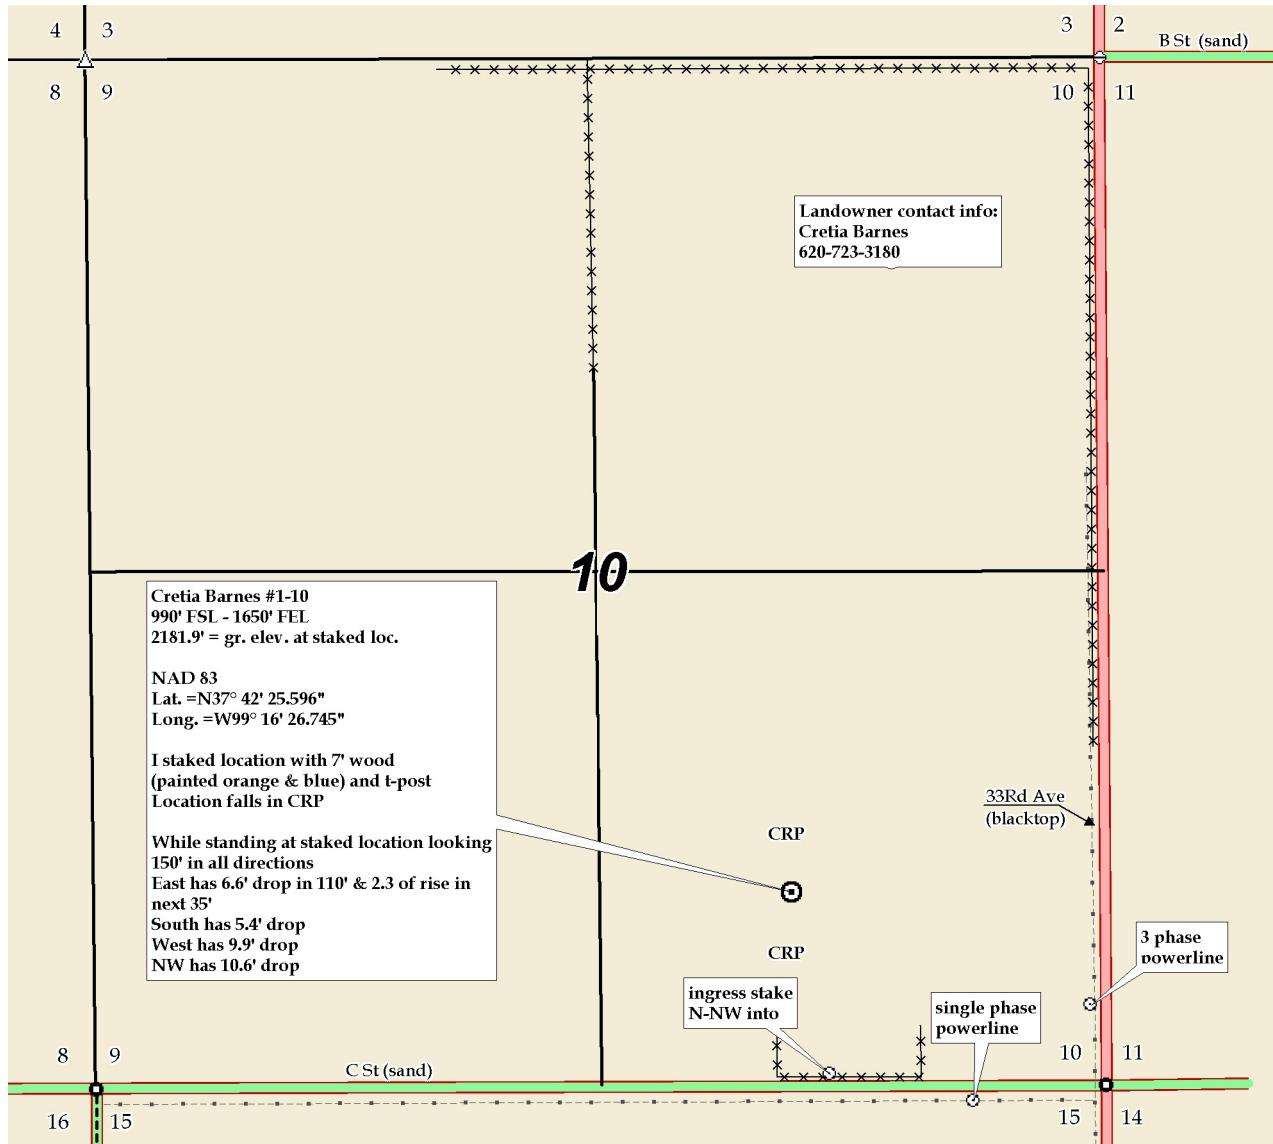 4 3
3 2
B St (sand)
8 9
10 11
Landowner contact info:
Cretia Barnes
620-723-3180
10
Cretia Barnes #1-10
990' FSL - 1650' FEL
2181.9' = gr. elev. at staked loc.
NAD 83
Lat. =N37° 42' 25.596"
Long. =W99° 16' 26.745"
I staked location with 7' wood
(painted orange & blue) and t-post
Location falls in CRP
While standing at staked location looking
150' in all directions
East has 6.6' drop in 110' & 2.3 of rise in
next 35'
South has 5.4' drop
West has 9.9' drop
NW has 10.6' drop
33Rd Ave
(blacktop)
CRP
CRP
3 phase
powerline
ingress stake
N-NW into
single phase
powerline
8 9
10 11
C St (sand)
16 15
15 14